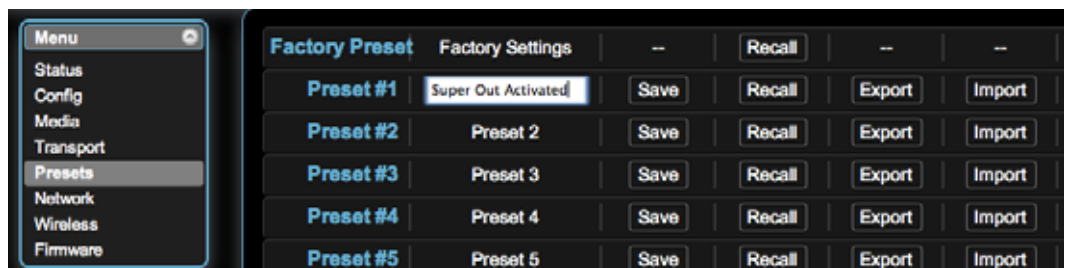 Menu
Status
Config
Media
Transport
Presets
Network
Wireless
Firmware
Factory Preset Factory Settings -- Recall -- --
Preset #1 Super Out Activated Save Recall Export Import
Preset #2 Preset 2 Save Recall Export Import
Preset #3 Preset 3 Save Recall Export Import
Preset #4 Preset 4 Save Recall Export Import
Preset #5 Preset 5 Save Recall Export Import